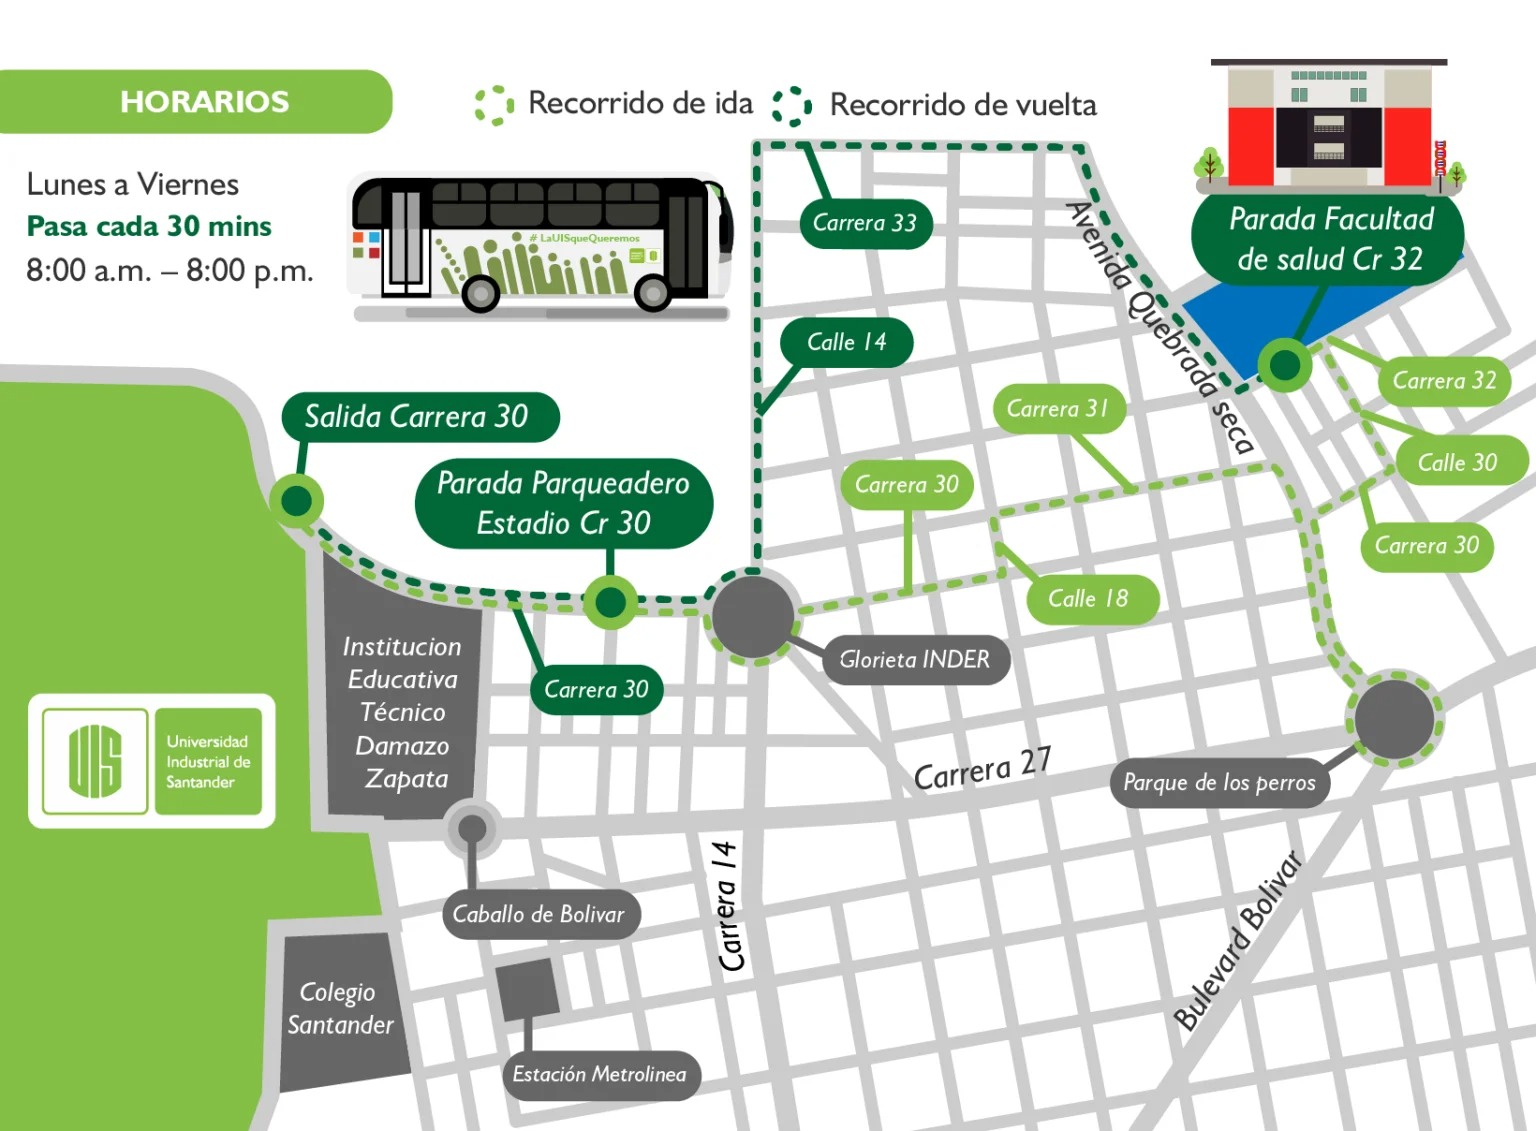 HORARIOS
Lunes a Viernes
Pasa cada 30 mins
8:00 a.m. – 8:00 p.m.
Recorrido de ida
Recorrido de vuelta
# LaUISqueQueremos
Parada Facultad
de salud Cr 32
Carrera 33
Avenida Quebrada seca
Calle 14
Carrera 32
Carrera 31
Salida Carrera 30
Parada Parqueadero
Estadio Cr 30
Carrera 30
Calle 30
Carrera 30
Calle 18
Carrera 30
Glorieta INDER
Institucion
Educativa
Técnico
Damazo
Zapata
UIS
Universidad
Industrial de
Santander
Carrera 27
Parque de los perros
Carrera 14
Bulevard Bolivar
Caballo de Bolivar
Colegio
Santander
Estación Metrolinea